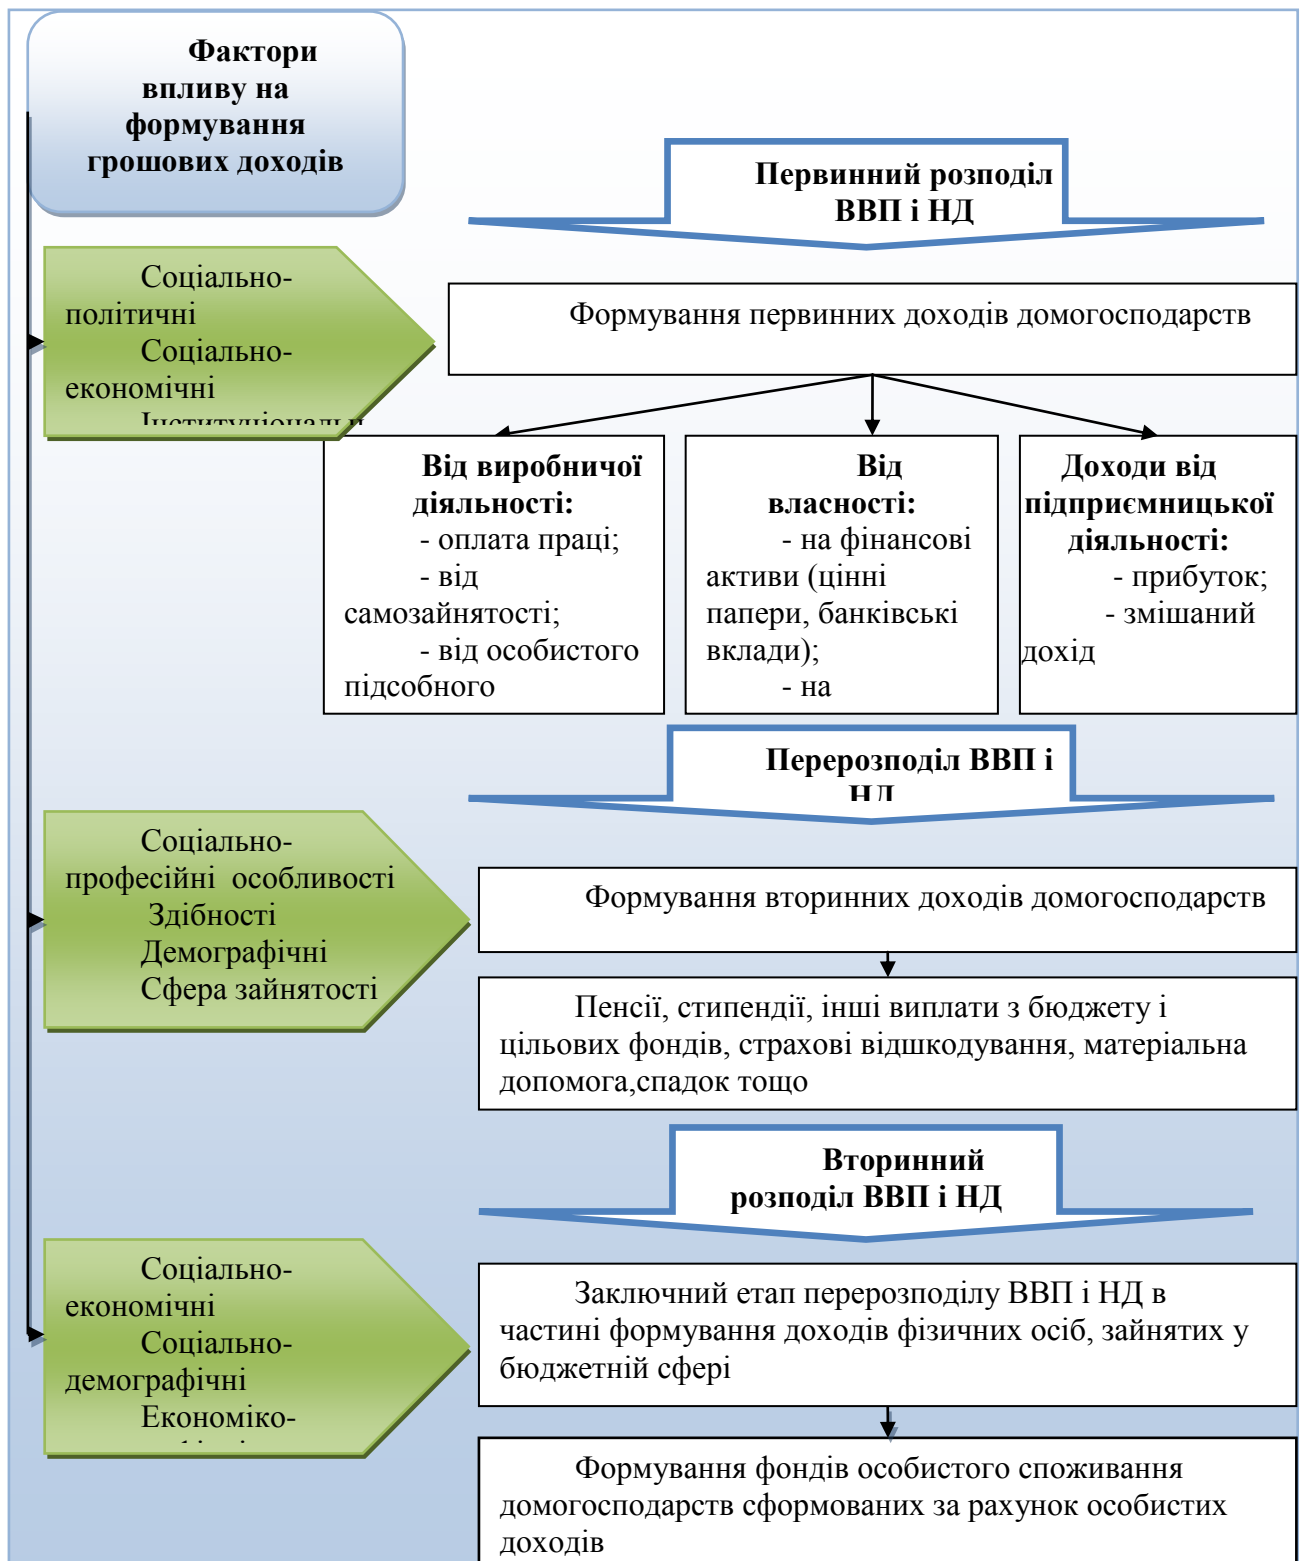 Фактори
впливу на
формування
грошових доходів
Первинний розподіл
ВВП і НД
Соціально-
політичні
Соціально-
економічні
Формування первинних доходів домогосподарств
Від виробничої
діяльності:
- оплата праці;
- від
самозайнятості;
- від особистого
підсобного
Від
власності:
- на фінансові
активи (цінні
папери, банківські
вклади);
- на
Доходи від
підприємницької
діяльності:
- прибуток;
- змішаний
дохід
Перерозподіл ВВП і
НД
Соціально-
професійні особливості
Здібності
Демографічні
Сфера зайнятості
Формування вторинних доходів домогосподарств
Пенсії, стипендії, інші виплати з бюджету і
цільових фондів, страхові відшкодування, матеріальна
допомога,спадок тощо
Вторинний
розподіл ВВП і НД
Соціально-
економічні
Соціально-
демографічні
Економіко-
Заключний етап перерозподілу ВВП і НД в
частині формування доходів фізичних осіб, зайнятих у
бюджетній сфері
Формування фондів особистого споживання
домогосподарств сформованих за рахунок особистих
доходів